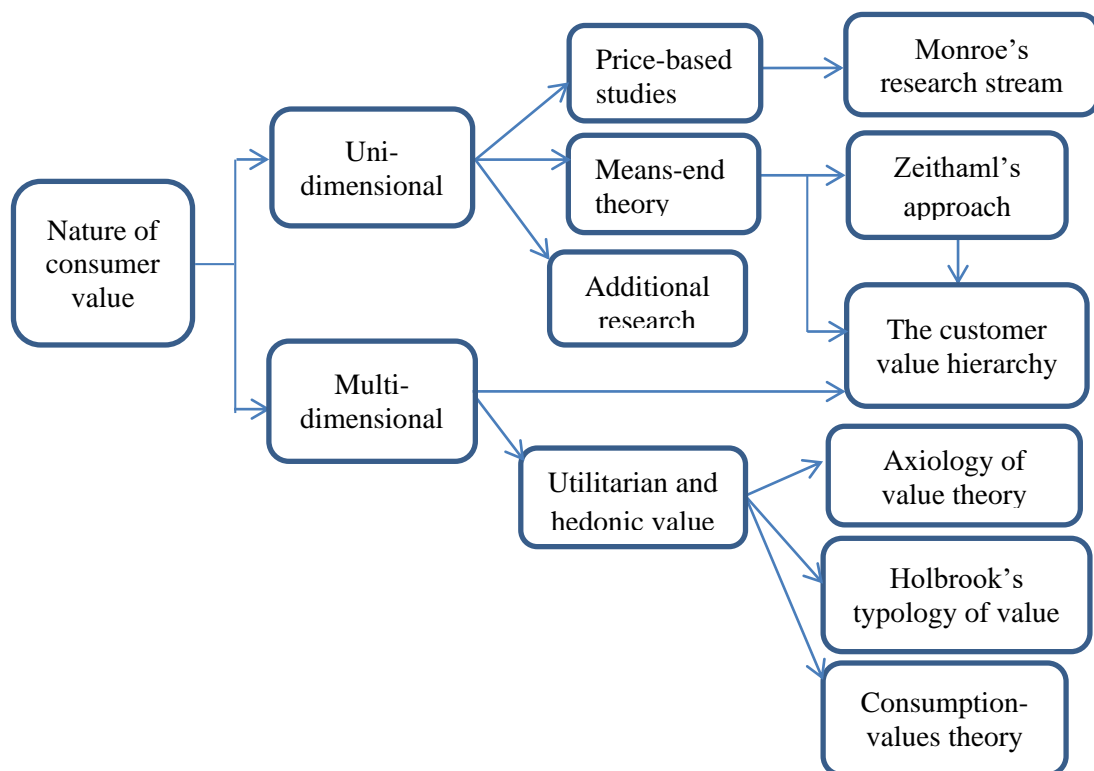 Nature of
consumer
value
Uni-
dimensional
Multi-
dimensional
Price-based
studies
Means-end
theory
Additional
research
Utilitarian and
hedonic value
Monroe’s
research stream
Zeithaml’s
approach
The customer
value hierarchy
Axiology of
value theory
Holbrook’s
typology of value
Consumption-
values theory